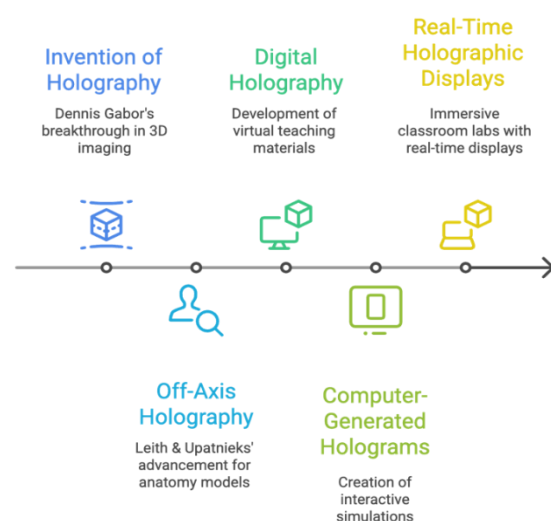 Invention of
Holography
Dennis Gabor's
breakthrough in 3D
imaging
Off-Axis
Holography
Leith & Upatnieks'
advancement for
anatomy models
Digital
Holography
Development of
virtual teaching
materials
Computer-
Generated
Holograms
Creation of
interactive
simulations
Real-Time
Holographic
Displays
Immersive
classroom labs with
real-time displays